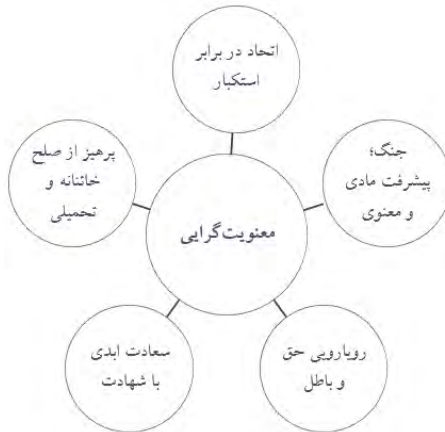 اتحاد در برابر
استکبار
جنگ؛
پیشرفت مادی
و معنوی
پرهیز از صلح
خائنانه و
تحمیلی
معنویت‌گرایی
رویارویی حق
و باطل
سعادت ابدی
با شهادت